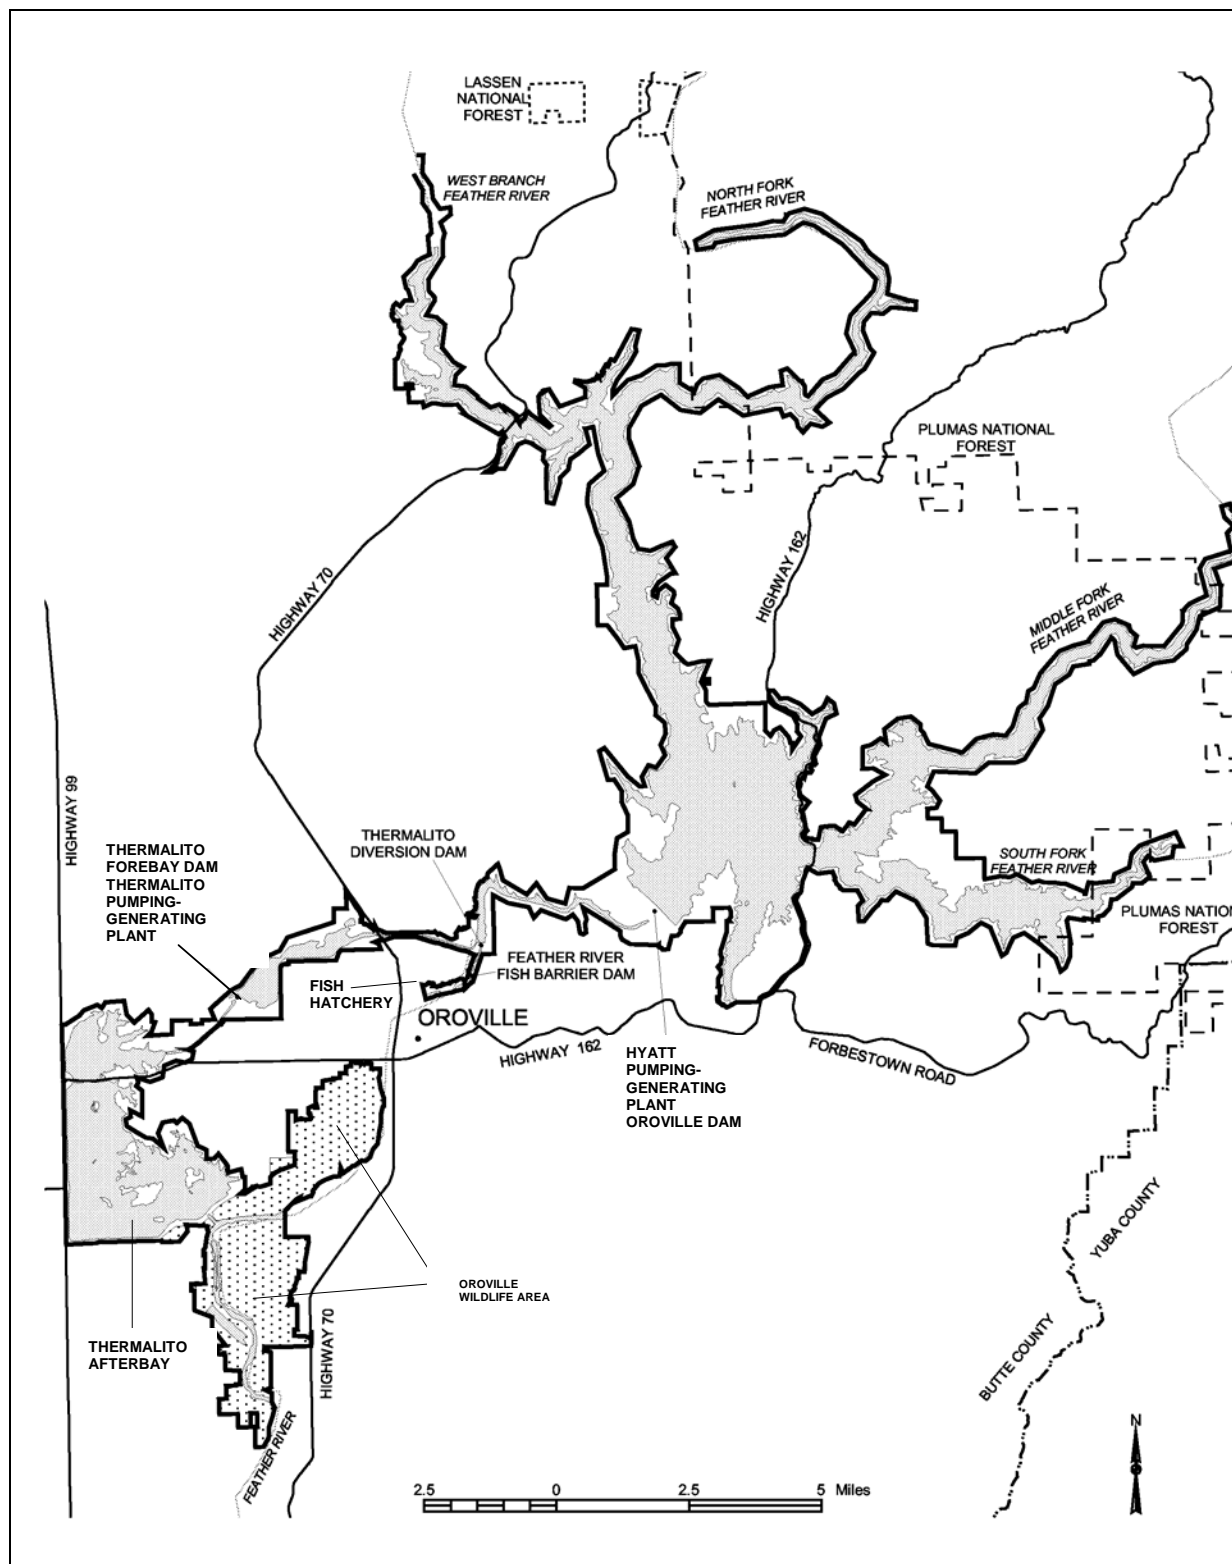 LASSEN
NATIONAL
FOREST
WEST BRANCH
FEATHER RIVER
NORTH FORK
FEATHER RIVER
PLUMAS NATIONAL
FOREST
HIGHWAY 70
HIGHWAY 162
MIDDLE FORK
FEATHER RIVER
HIGHWAY 99
THERMALITO
FOREBAY DAM
THERMALITO
PUMPING-
GENERATING
PLANT
THERMALITO
DIVERSION DAM
SOUTH FORK
FEATHER RIVER
PLUMAS NATION
FOREST
FEATHER RIVER
FISH BARRIER DAM
FISH
HATCHERY
OROVILLE
HIGHWAY 162
HYATT
PUMPING-
GENERATING
PLANT
OROVILLE DAM
FORBESTOWN ROAD
YUBA COUNTY
BUTTE COUNTY
OROVILLE
WILDLIFE AREA
THERMALITO
AFTERBAY
HIGHWAY 70
FEATHER RIVER
N
2.5 0 2.5 5 Miles